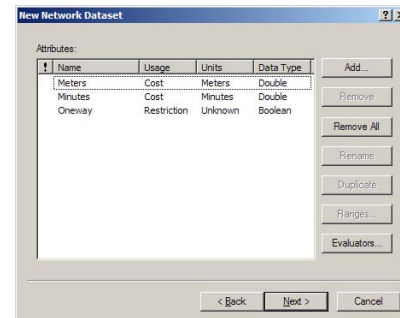 New Network Dataset
Attributes:
! Name Usage Units Data Type
Meters Cost Meters Double
Minutes Cost Minutes Double
Oneway Restriction Unknown Boolean
Add...
Remove
Remove All
Rename
Duplicate
Ranges...
Evaluators...
< Back Next > Cancel